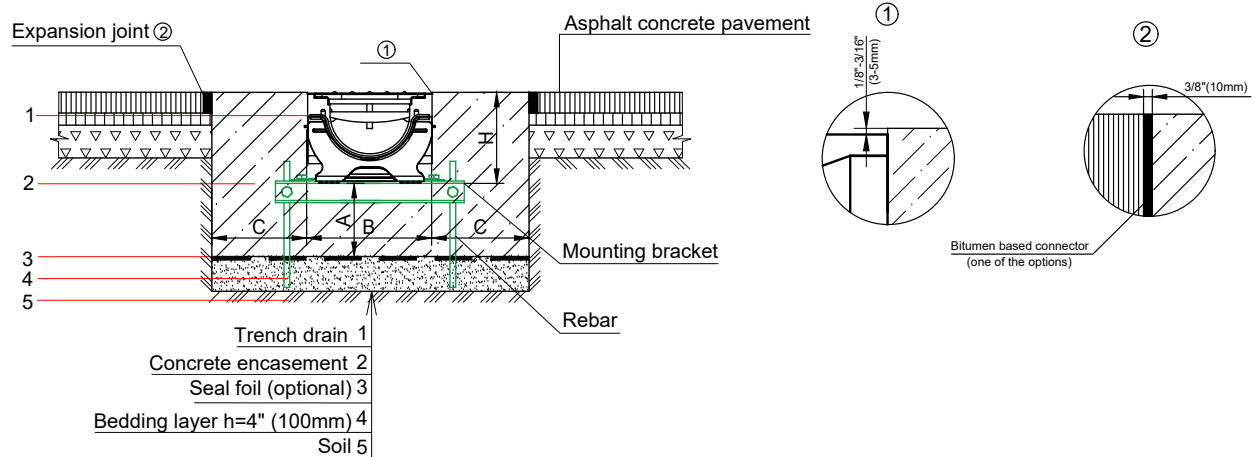 Expansion joint ②
①
Asphalt concrete pavement
1
H
2
C
A
B
C
Mounting bracket
3
4
5
Rebar
Trench drain 1
Concrete encasement 2
Seal foil (optional) 3
Bedding layer h=4" (100mm) 4
Soil 5
①
1/8"-3/16"
(3-5mm)
②
3/8"(10mm)
Bitumen based connector
(one of the options)